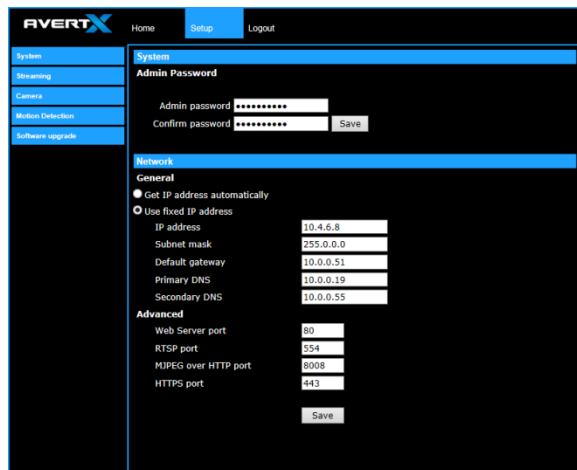 AVERTX Home Setup Logout
System
Streaming
Camera
Motion Detection
Software upgrade
System
Admin Password
Admin password ••••••••••
Confirm password •••••••••• Save
Network
General
Get IP address automatically
Use fixed IP address
IP address 10.4.6.8
Subnet mask 255.0.0.0
Default gateway 10.0.0.51
Primary DNS 10.0.0.19
Secondary DNS 10.0.0.55
Advanced
Web Server port 80
RTSP port 554
MJPEG over HTTP port 8008
HTTPS port 443
Save